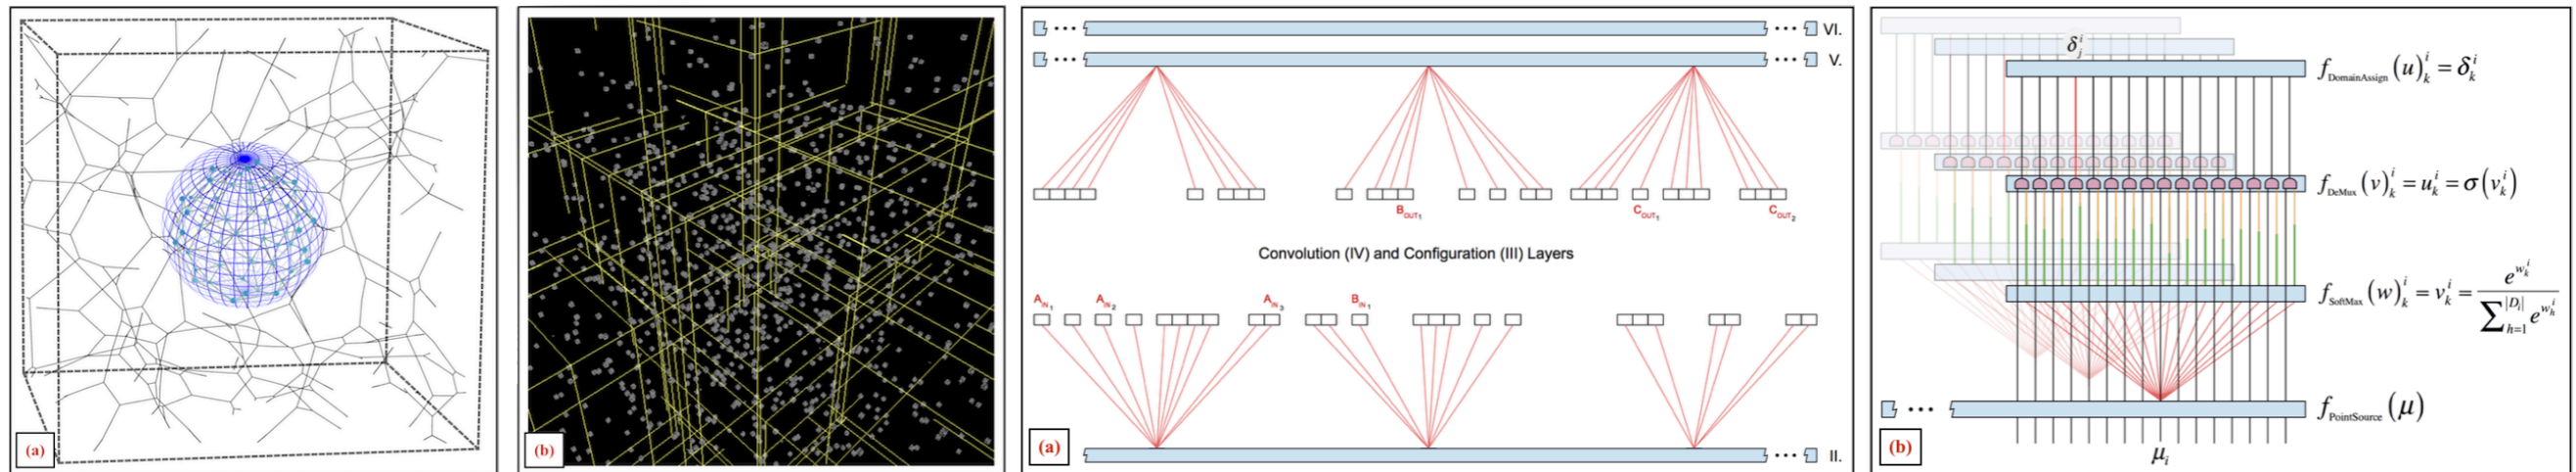 (a)
(b)
••• VI.
••• V.
B_OUT1
C_OUT1
C_OUT2
Convolution (IV) and Configuration (III) Layers
A_IN1
A_IN2
A_IN3
B_IN1
(a)
••• II.
δ_j^i
f_DomainAssign (u)_k^i = δ_k^i
f_DeMux (v)_k^i = u_k^i = σ(v_k^i)
f_SoftMax (w)_k^i = v_k^i = e^{w_k^i} / ∑_{h=1}^{|D_i|} e^{w_h^i}
••• f_PointSource (μ)
(b)
μ_i